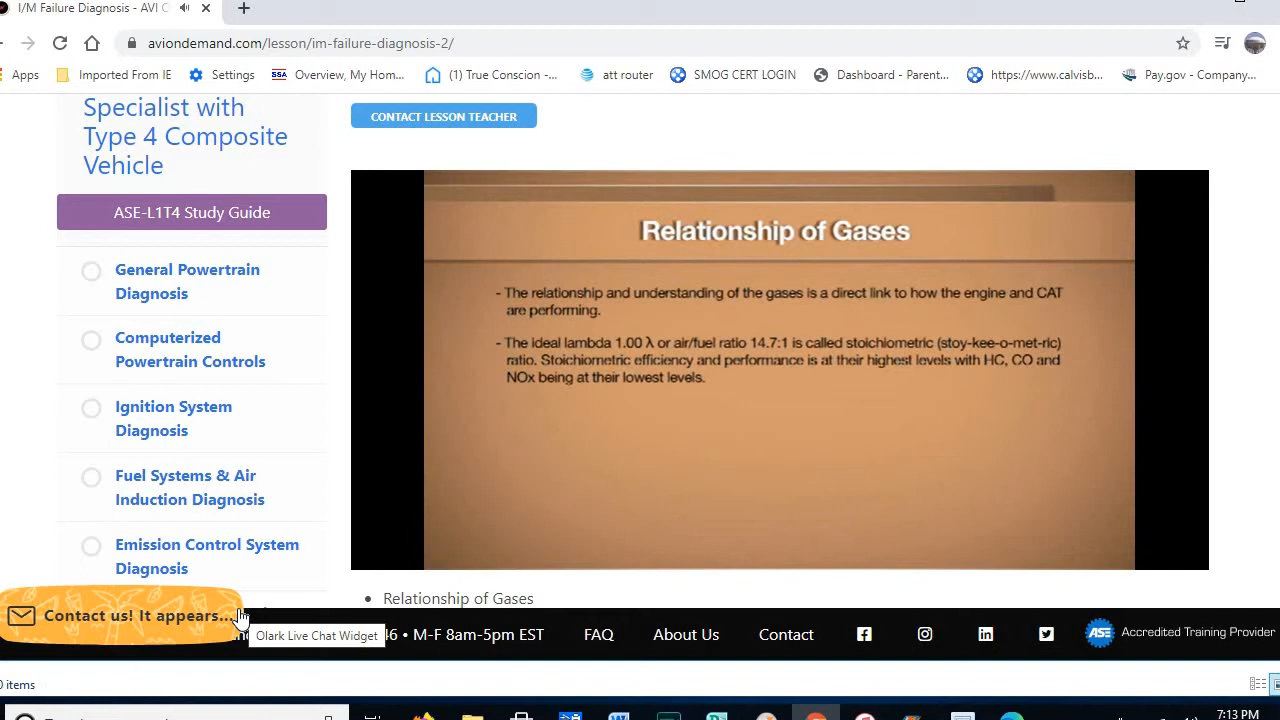 I/M Failure Diagnosis - AVI C
aviondemand.com/lesson/im-failure-diagnosis-2/
Apps
Imported From IE
Settings
SSA
Overview, My Hom...
(1) True Conscion -...
att router
SMOG CERT LOGIN
Dashboard - Parent...
https://www.calvisb...
Pay.gov - Company...
Specialist with
Type 4 Composite
Vehicle
ASE-L1T4 Study Guide
General Powertrain
Diagnosis
Computerized
Powertrain Controls
Ignition System
Diagnosis
Fuel Systems & Air
Induction Diagnosis
Emission Control System
Diagnosis
CONTACT LESSON TEACHER
Relationship of Gases
- The relationship and understanding of the gases is a direct link to how the engine and CAT
are performing.
- The ideal lambda 1.00 λ or air/fuel ratio 14.7:1 is called stoichiometric (stoy-kee-o-met-ric)
ratio. Stoichiometric efficiency and performance is at their highest levels with HC, CO and
NOx being at their lowest levels.
• Relationship of Gases
Contact us! It appears...
Olark Live Chat Widget
46 • M-F 8am-5pm EST
FAQ
About Us
Contact
ASE
Accredited Training Provider
0 items
7:13 PM